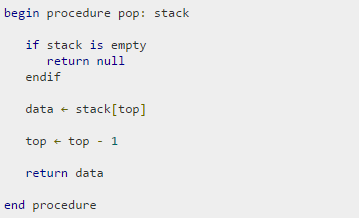 begin procedure pop: stack
if stack is empty
return null
endif
data ← stack[top]
top ← top - 1
return data
end procedure